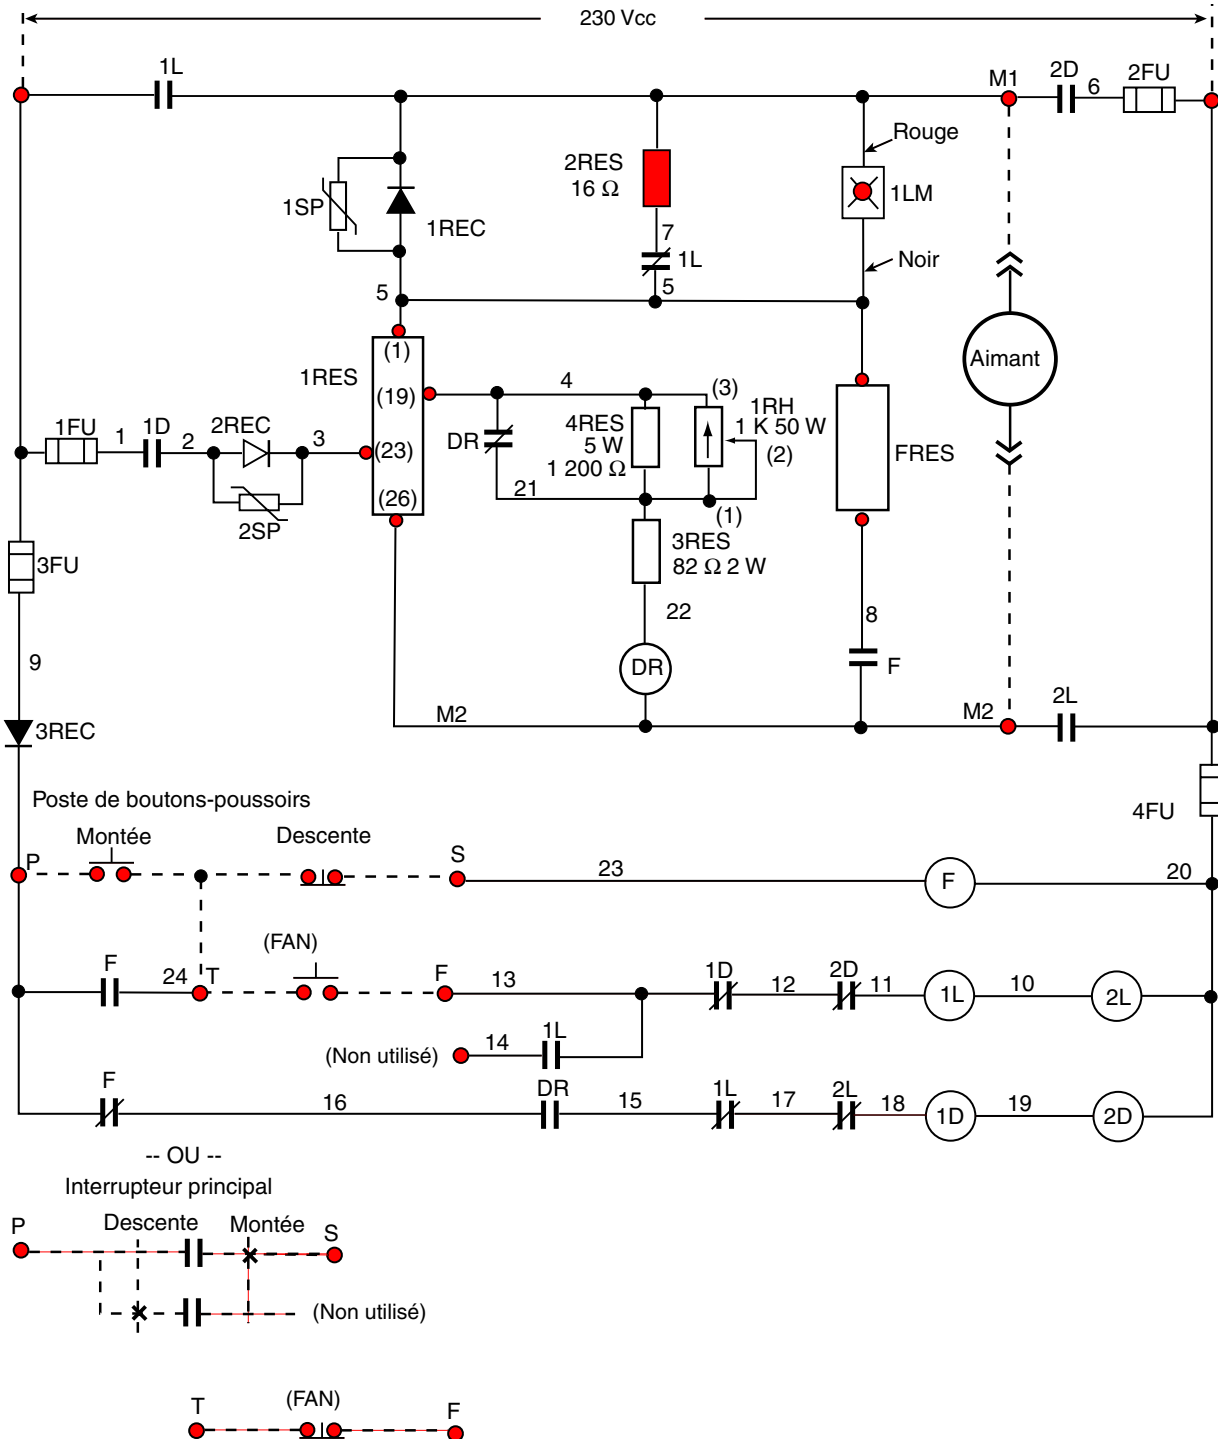 230 Vcc
1L
M1
2D
6
2FU
Rouge
2RES
16 Ω
1SP
1LM
1REC
7
1L
Noir
5
5
(1)
Aimant
1RES
4
(3)
(19)
1RH
1 K 50 W
1FU
1
1D
2
2REC
3
DR
4RES
5 W
1 200 Ω
(2)
(23)
FRES
21
(26)
(1)
2SP
3RES
82 Ω 2 W
3FU
22
8
9
DR
F
M2
M2
2L
3REC
Poste de boutons-poussoirs
4FU
Montée
Descente
P
S
23
F
20
(FAN)
F
24
T
F
13
1D
12
2D
11
1L
10
2L
(Non utilisé)
14
1L
F
16
DR
15
1L
17
2L
18
1D
19
2D
-- OU --
Interrupteur principal
Descente
Montée
P
S
(Non utilisé)
T
(FAN)
F